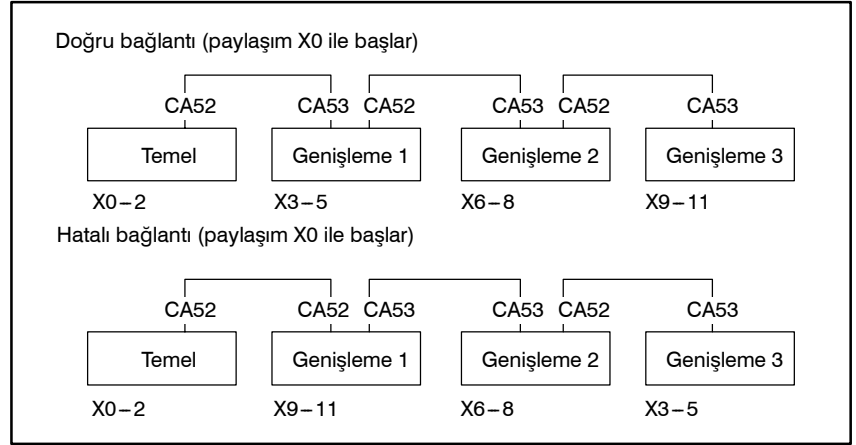 Doğru bağlantı (paylaşım X0 ile başlar)
CA52 CA53 CA52 CA53 CA52 CA53
Temel Genişleme 1 Genişleme 2 Genişleme 3
X0–2 X3–5 X6–8 X9–11
Hatalı bağlantı (paylaşım X0 ile başlar)
CA52 CA52 CA53 CA53 CA52 CA53
Temel Genişleme 1 Genişleme 2 Genişleme 3
X0–2 X9–11 X6–8 X3–5